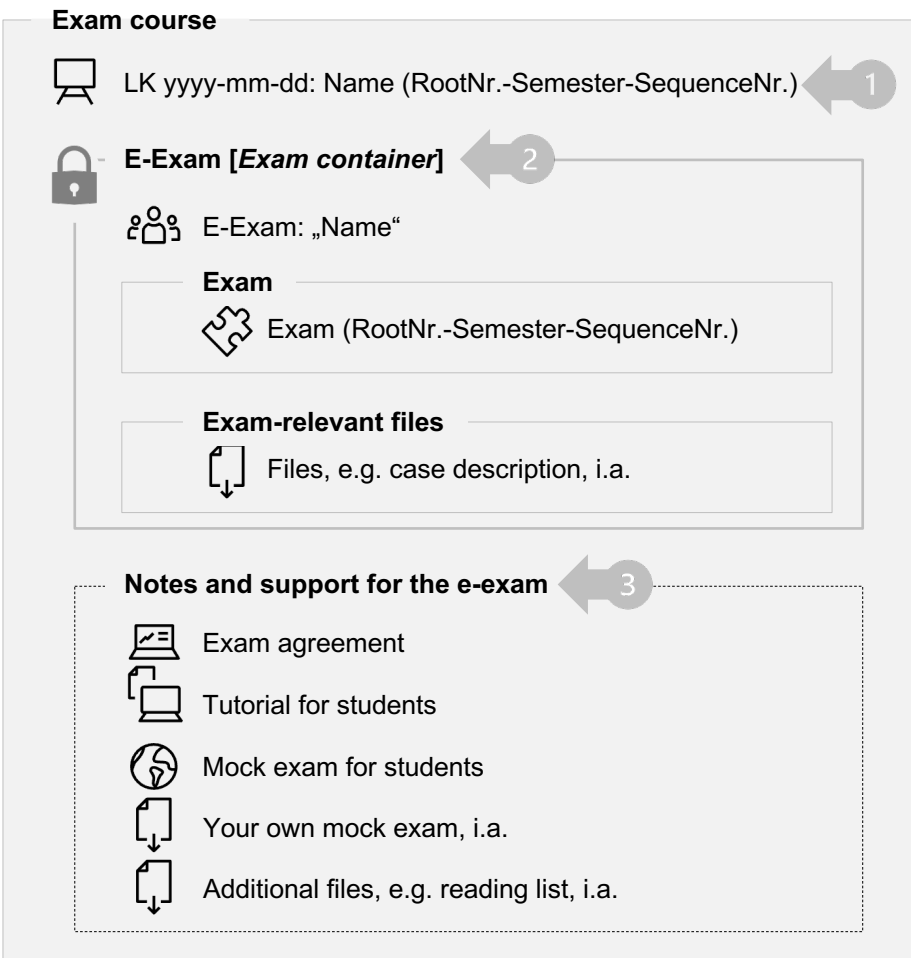 Exam course
LK yyyy-mm-dd: Name (RootNr.-Semester-SequenceNr.)
1
E-Exam [Exam container]
2
E-Exam: „Name“
Exam
Exam (RootNr.-Semester-SequenceNr.)
Exam-relevant files
Files, e.g. case description, i.a.
Notes and support for the e-exam
3
Exam agreement
Tutorial for students
Mock exam for students
Your own mock exam, i.a.
Additional files, e.g. reading list, i.a.